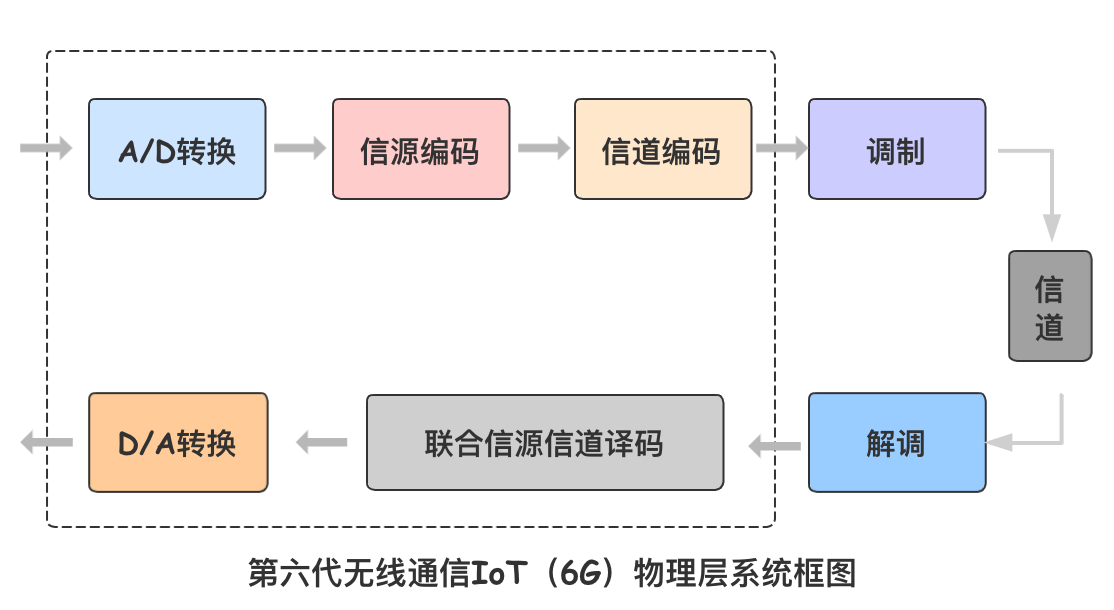 A/D转换
信源编码
信道编码
调制
信
道
D/A转换
联合信源信道译码
解调
第六代无线通信IoT（6G）物理层系统框图